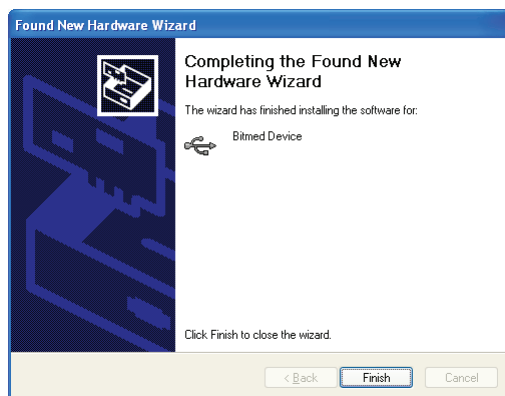 Found New Hardware Wizard
Completing the Found New
Hardware Wizard
The wizard has finished installing the software for:
Bitmed Device
Click Finish to close the wizard.
< Back
Finish
Cancel